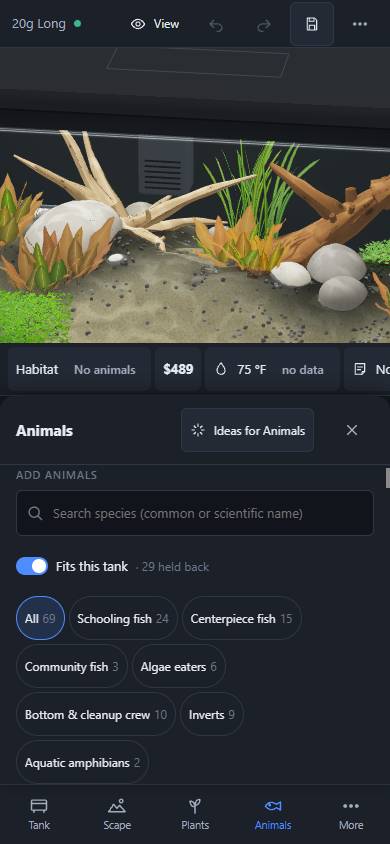 20g Long View
Habitat No animals $489 75 °F no data
Animals Ideas for Animals
ADD ANIMALS
Search species (common or scientific name)
Fits this tank · 29 held back
All 69 Schooling fish 24 Centerpiece fish 15
Community fish 3 Algae eaters 6
Bottom & cleanup crew 10 Inverts 9
Aquatic amphibians 2
Tank Scape Plants Animals More